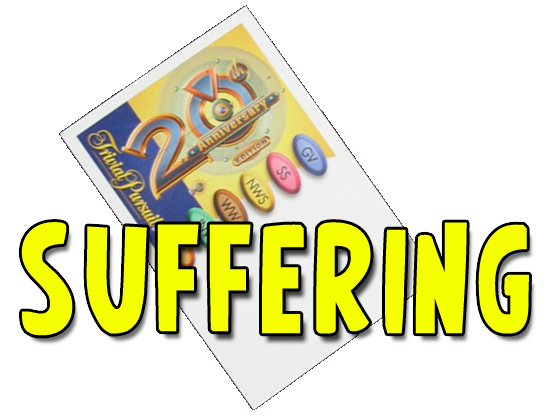 20th
Anniversary
EDITION
Trivial Pursuit
GV
SS
NWS
WW
SUFFERING